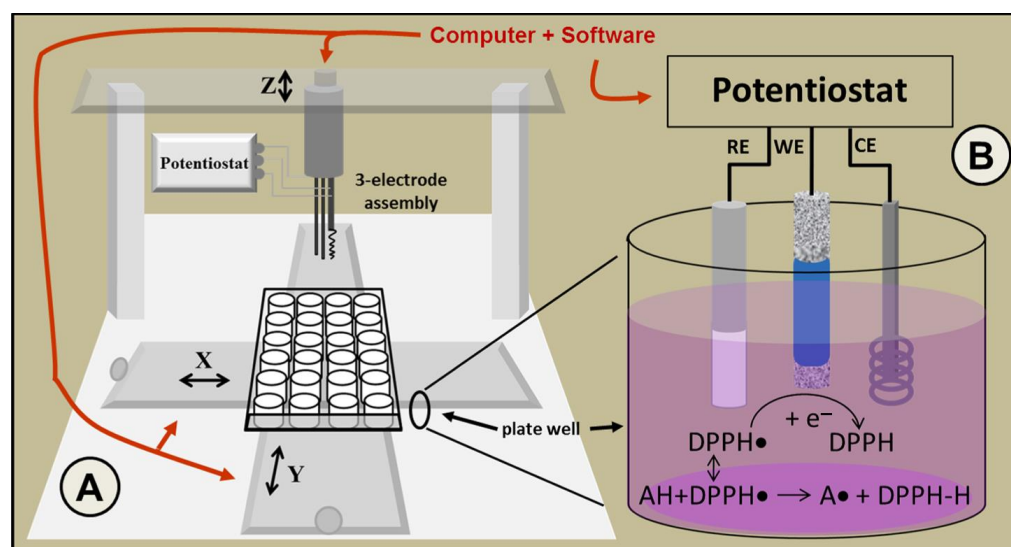 Computer + Software
Z
Potentiostat
3-electrode
assembly
X
Y
A
plate well
Potentiostat
B
RE WE CE
+ e⁻
DPPH• DPPH
AH+DPPH• → A• + DPPH-H